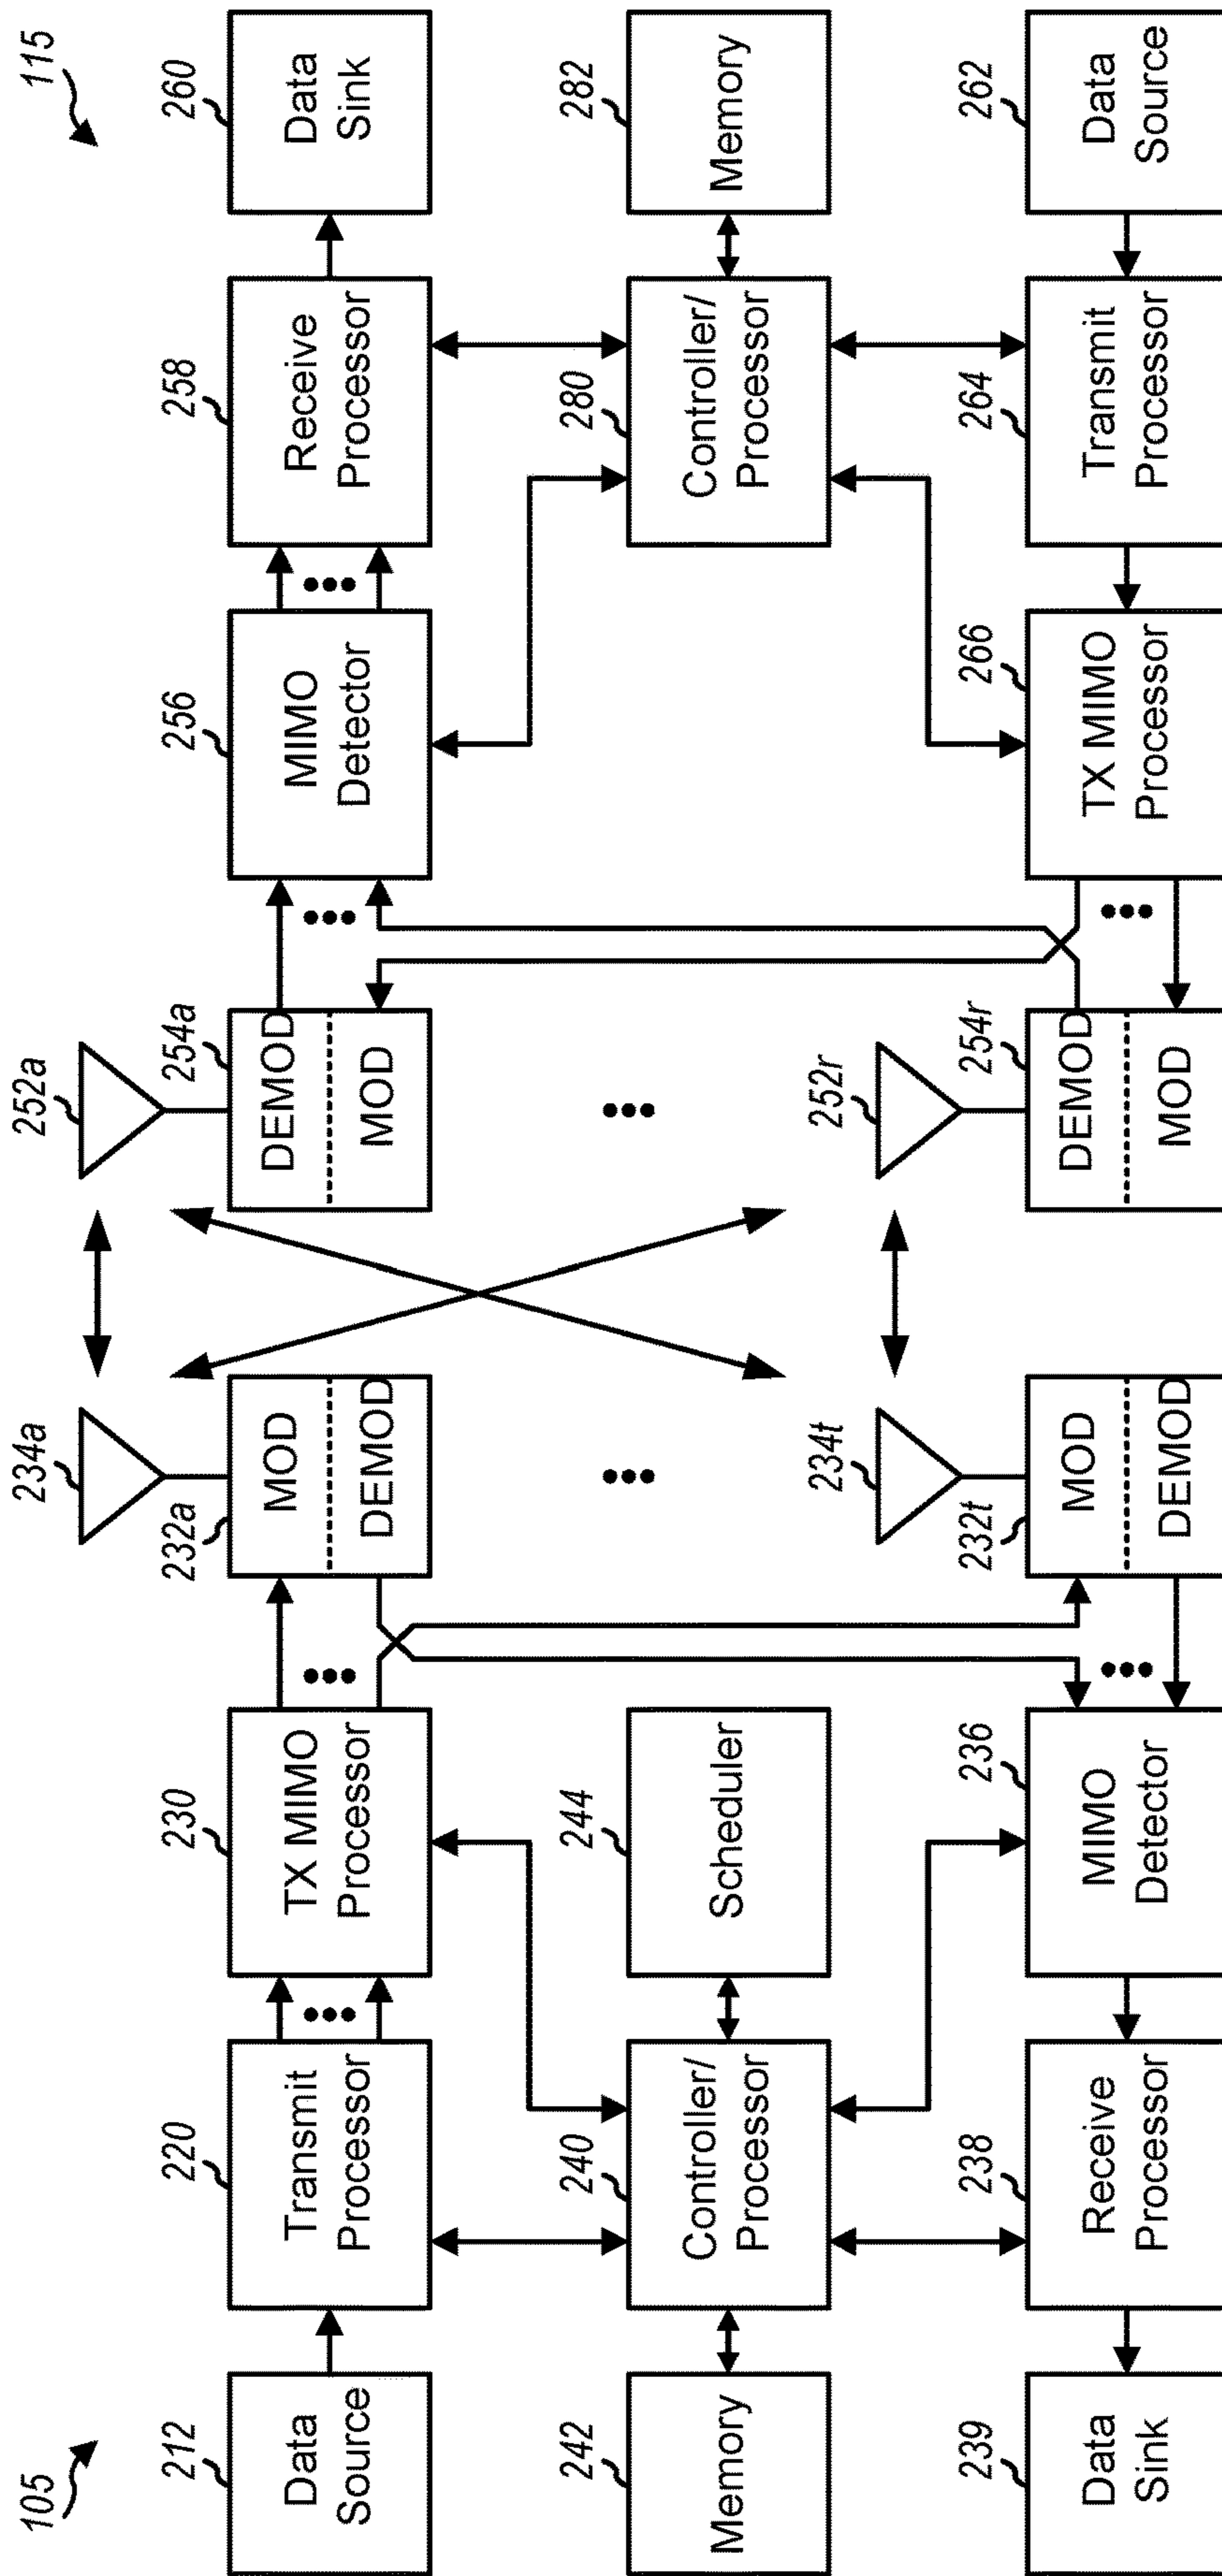 105
212
Data
Source
220
Transmit
Processor
230
TX MIMO
Processor
232a
MOD
DEMOD
234a
252a
254a
DEMOD
MOD
256
MIMO
Detector
258
Receive
Processor
260
Data
Sink
115
242
Memory
240
Controller/
Processor
244
Scheduler
280
Controller/
Processor
282
Memory
239
Data
Sink
238
Receive
Processor
236
MIMO
Detector
232t
MOD
DEMOD
234t
252r
254r
DEMOD
MOD
266
TX MIMO
Processor
264
Transmit
Processor
262
Data
Source